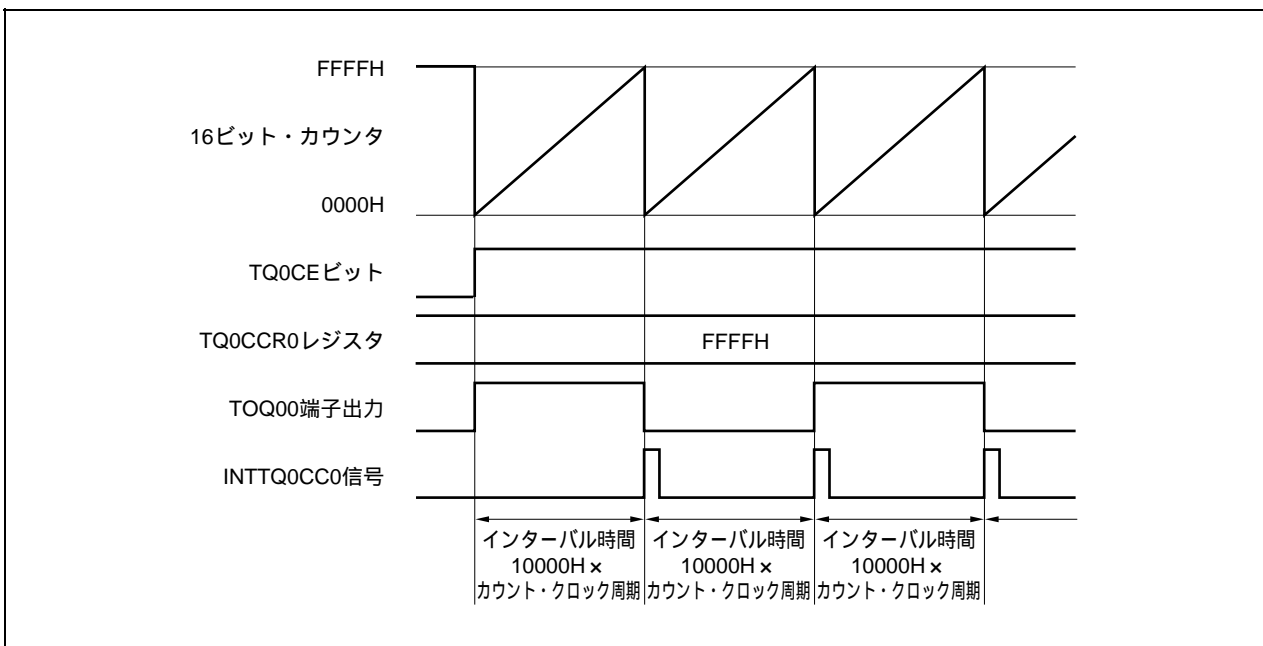 FFFFH
16ビット・カウンタ
0000H
TQ0CEビット
TQ0CCR0レジスタ
FFFFH
TOQ00端子出力
INTTQ0CC0信号
インターバル時間
10000H ×
カウント・クロック周期
インターバル時間
10000H ×
カウント・クロック周期
インターバル時間
10000H ×
カウント・クロック周期